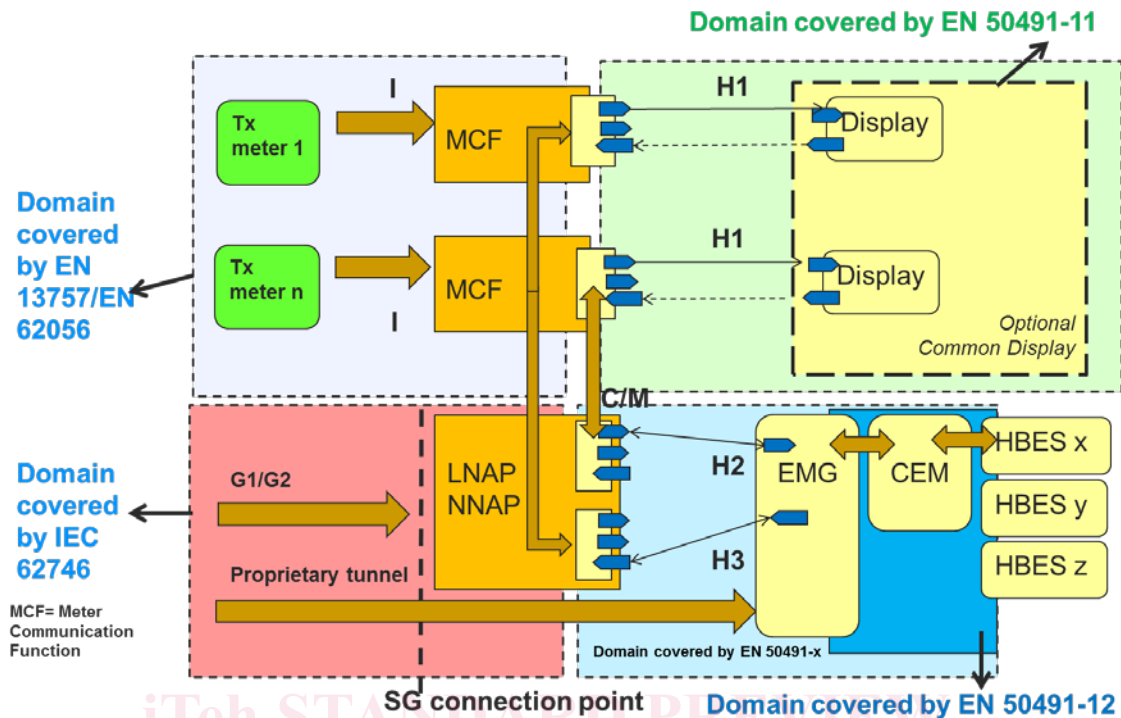 Domain covered by EN 50491-11
I
H1
Tx
meter 1
MCF
Display
Domain
covered
by EN
13757/EN
62056
H1
Tx
meter n
MCF
Display
I
Optional
Common Display
C/M
Domain
covered
by IEC
62746
G1/G2
LNAP
NNAP
H2
EMG
CEM
HBES x
HBES y
H3
HBES z
Proprietary tunnel
MCF= Meter
Communication
Function
Domain covered by EN 50491-x
SG connection point
Domain covered by EN 50491-12
iTeh STANDARD PREVIEW